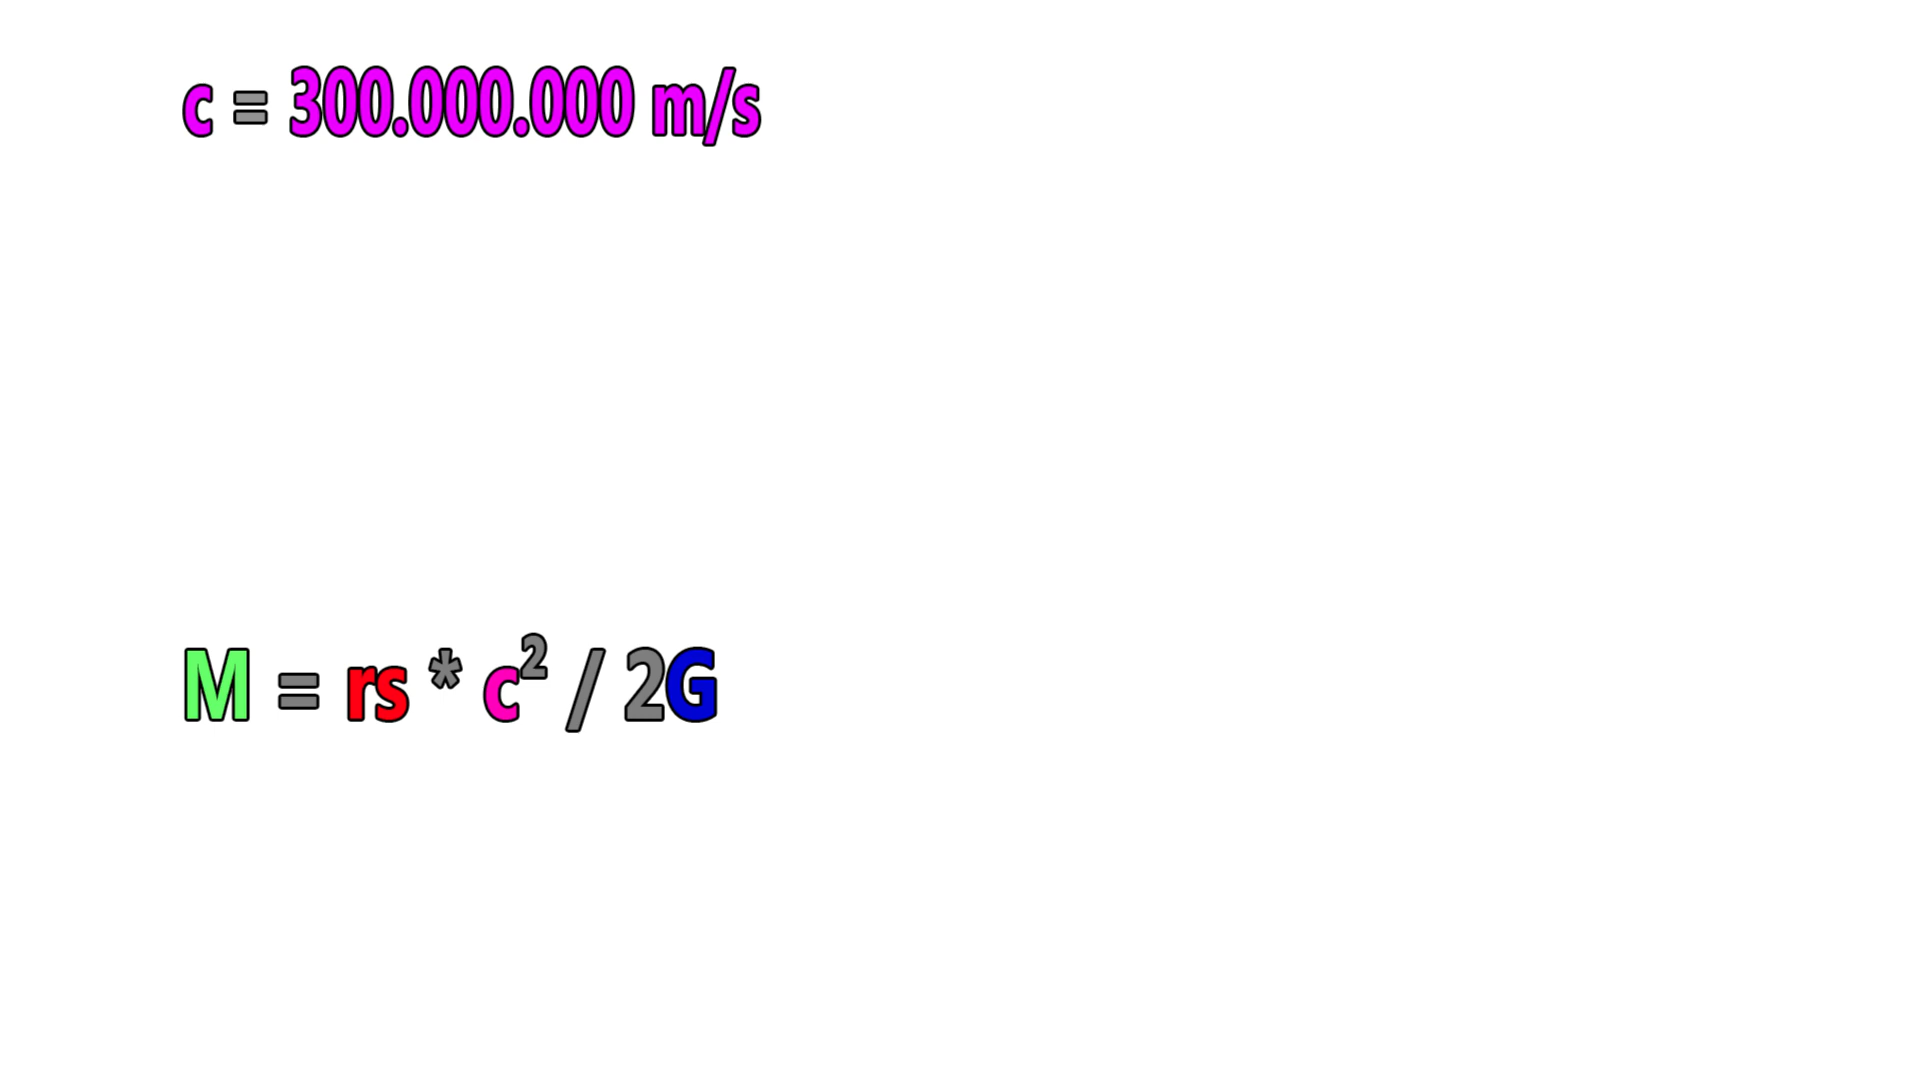 c = 300.000.000 m/s
M = rs * c² / 2G